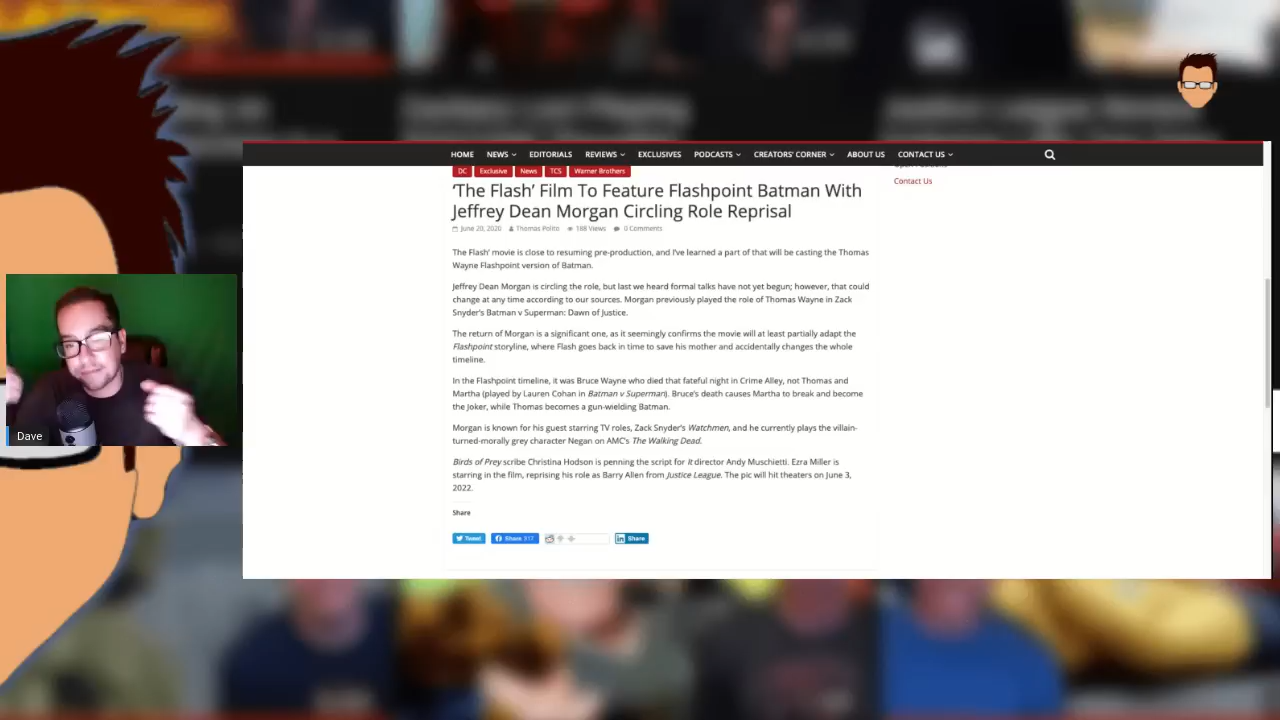 HOME NEWS EDITORIALS REVIEWS EXCLUSIVES PODCASTS CREATORS' CORNER ABOUT US CONTACT US
DC Exclusive News TCS Warner Brothers
'The Flash' Film To Feature Flashpoint Batman With
Jeffrey Dean Morgan Circling Role Reprisal
June 20, 2020 Thomas Polito 188 Views 0 Comments
The Flash' movie is close to resuming pre-production, and I've learned a part of that will be casting the Thomas
Wayne Flashpoint version of Batman.
Jeffrey Dean Morgan is circling the role, but last we heard formal talks have not yet begun; however, that could
change at any time according to our sources. Morgan previously played the role of Thomas Wayne in Zack
Snyder's Batman v Superman: Dawn of Justice.
The return of Morgan is a significant one, as it seemingly confirms the movie will at least partially adapt the
Flashpoint storyline, where Flash goes back in time to save his mother and accidentally changes the whole
timeline.
In the Flashpoint timeline, it was Bruce Wayne who died that fateful night in Crime Alley, not Thomas and
Martha (played by Lauren Cohan in Batman v Superman). Bruce's death causes Martha to break and become
the Joker, while Thomas becomes a gun-wielding Batman.
Morgan is known for his guest starring TV roles, Zack Snyder's Watchmen, and he currently plays the villain-
turned-morally grey character Negan on AMC's The Walking Dead.
Birds of Prey scribe Christina Hodson is penning the script for It director Andy Muschietti. Ezra Miller is
starring in the film, reprising his role as Barry Allen from Justice League. The pic will hit theaters on June 3,
2022.
Share
Tweet Share 517 Share
Contact Us
Dave